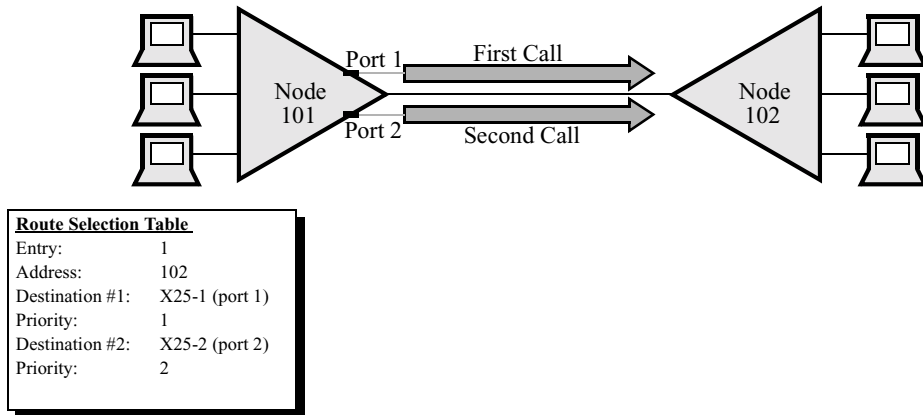 Port 1
First Call
Node
101
Node
102
Port 2
Second Call
Route Selection Table
Entry: 1
Address: 102
Destination #1: X25-1 (port 1)
Priority: 1
Destination #2: X25-2 (port 2)
Priority: 2